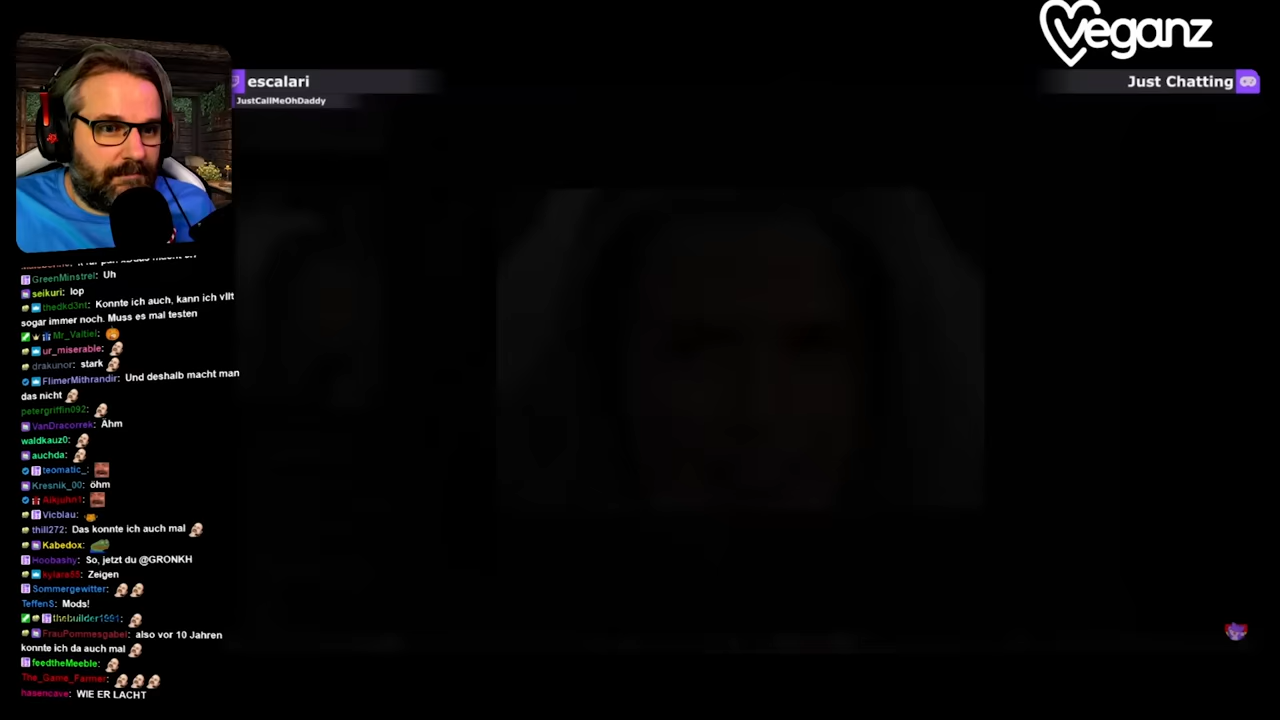 Veganz
escalari
Just Chatting
JustCallMeOhDaddy
GreenMinstrel: Uh
seikuri: lop
thedkd3nt: Konnte ich auch, kann ich vllt
sogar immer noch. Muss es mal testen
Mr_Valtiel:
ur_miserable:
drakunor: stark
FlimerMithrandir: Und deshalb macht man
das nicht
petergriffin092:
VanDracorrek: Ähm
waldkauz0:
auchda:
teomatic_:
Kresnik_00: öhm
Vicblau:
thill272: Das konnte ich auch mal
Kabedox:
Hoobashy: So, jetzt du @GRONKH
kylara55: Zeigen
Sommergewitter:
TeffenS: Mods!
thebuilder1991:
FrauPommesgabel: also vor 10 Jahren
konnte ich da auch mal
feedtheMeeble:
The_Game_Farmer:
hasencave: WIE ER LACHT